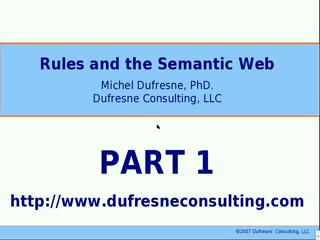 Rules and the Semantic Web
Michel Dufresne, PhD.
Dufresne Consulting, LLC
PART 1
http://www.dufresneconsulting.com
©2007 Dufresne Consulting, LLC